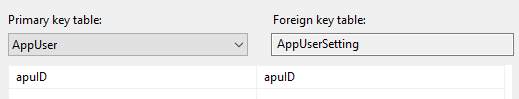 Primary key table: Foreign key table:
AppUser AppUserSetting
apuID apuID